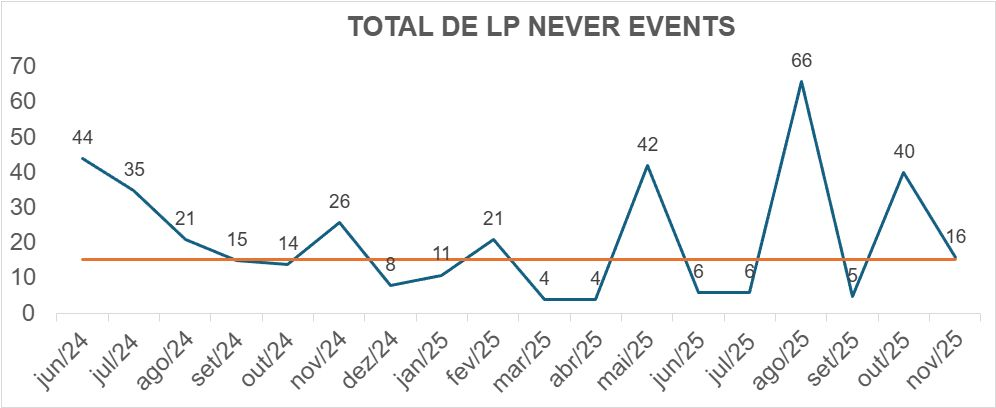 TOTAL DE LP NEVER EVENTS
70
60
50
40
30
20
10
0
44
35
21
15
14
26
8
11
21
4
4
42
6
6
66
5
40
16
jun/24
jul/24
ago/24
set/24
out/24
nov/24
dez/24
jan/25
fev/25
mar/25
abr/25
mai/25
jun/25
jul/25
ago/25
set/25
out/25
nov/25